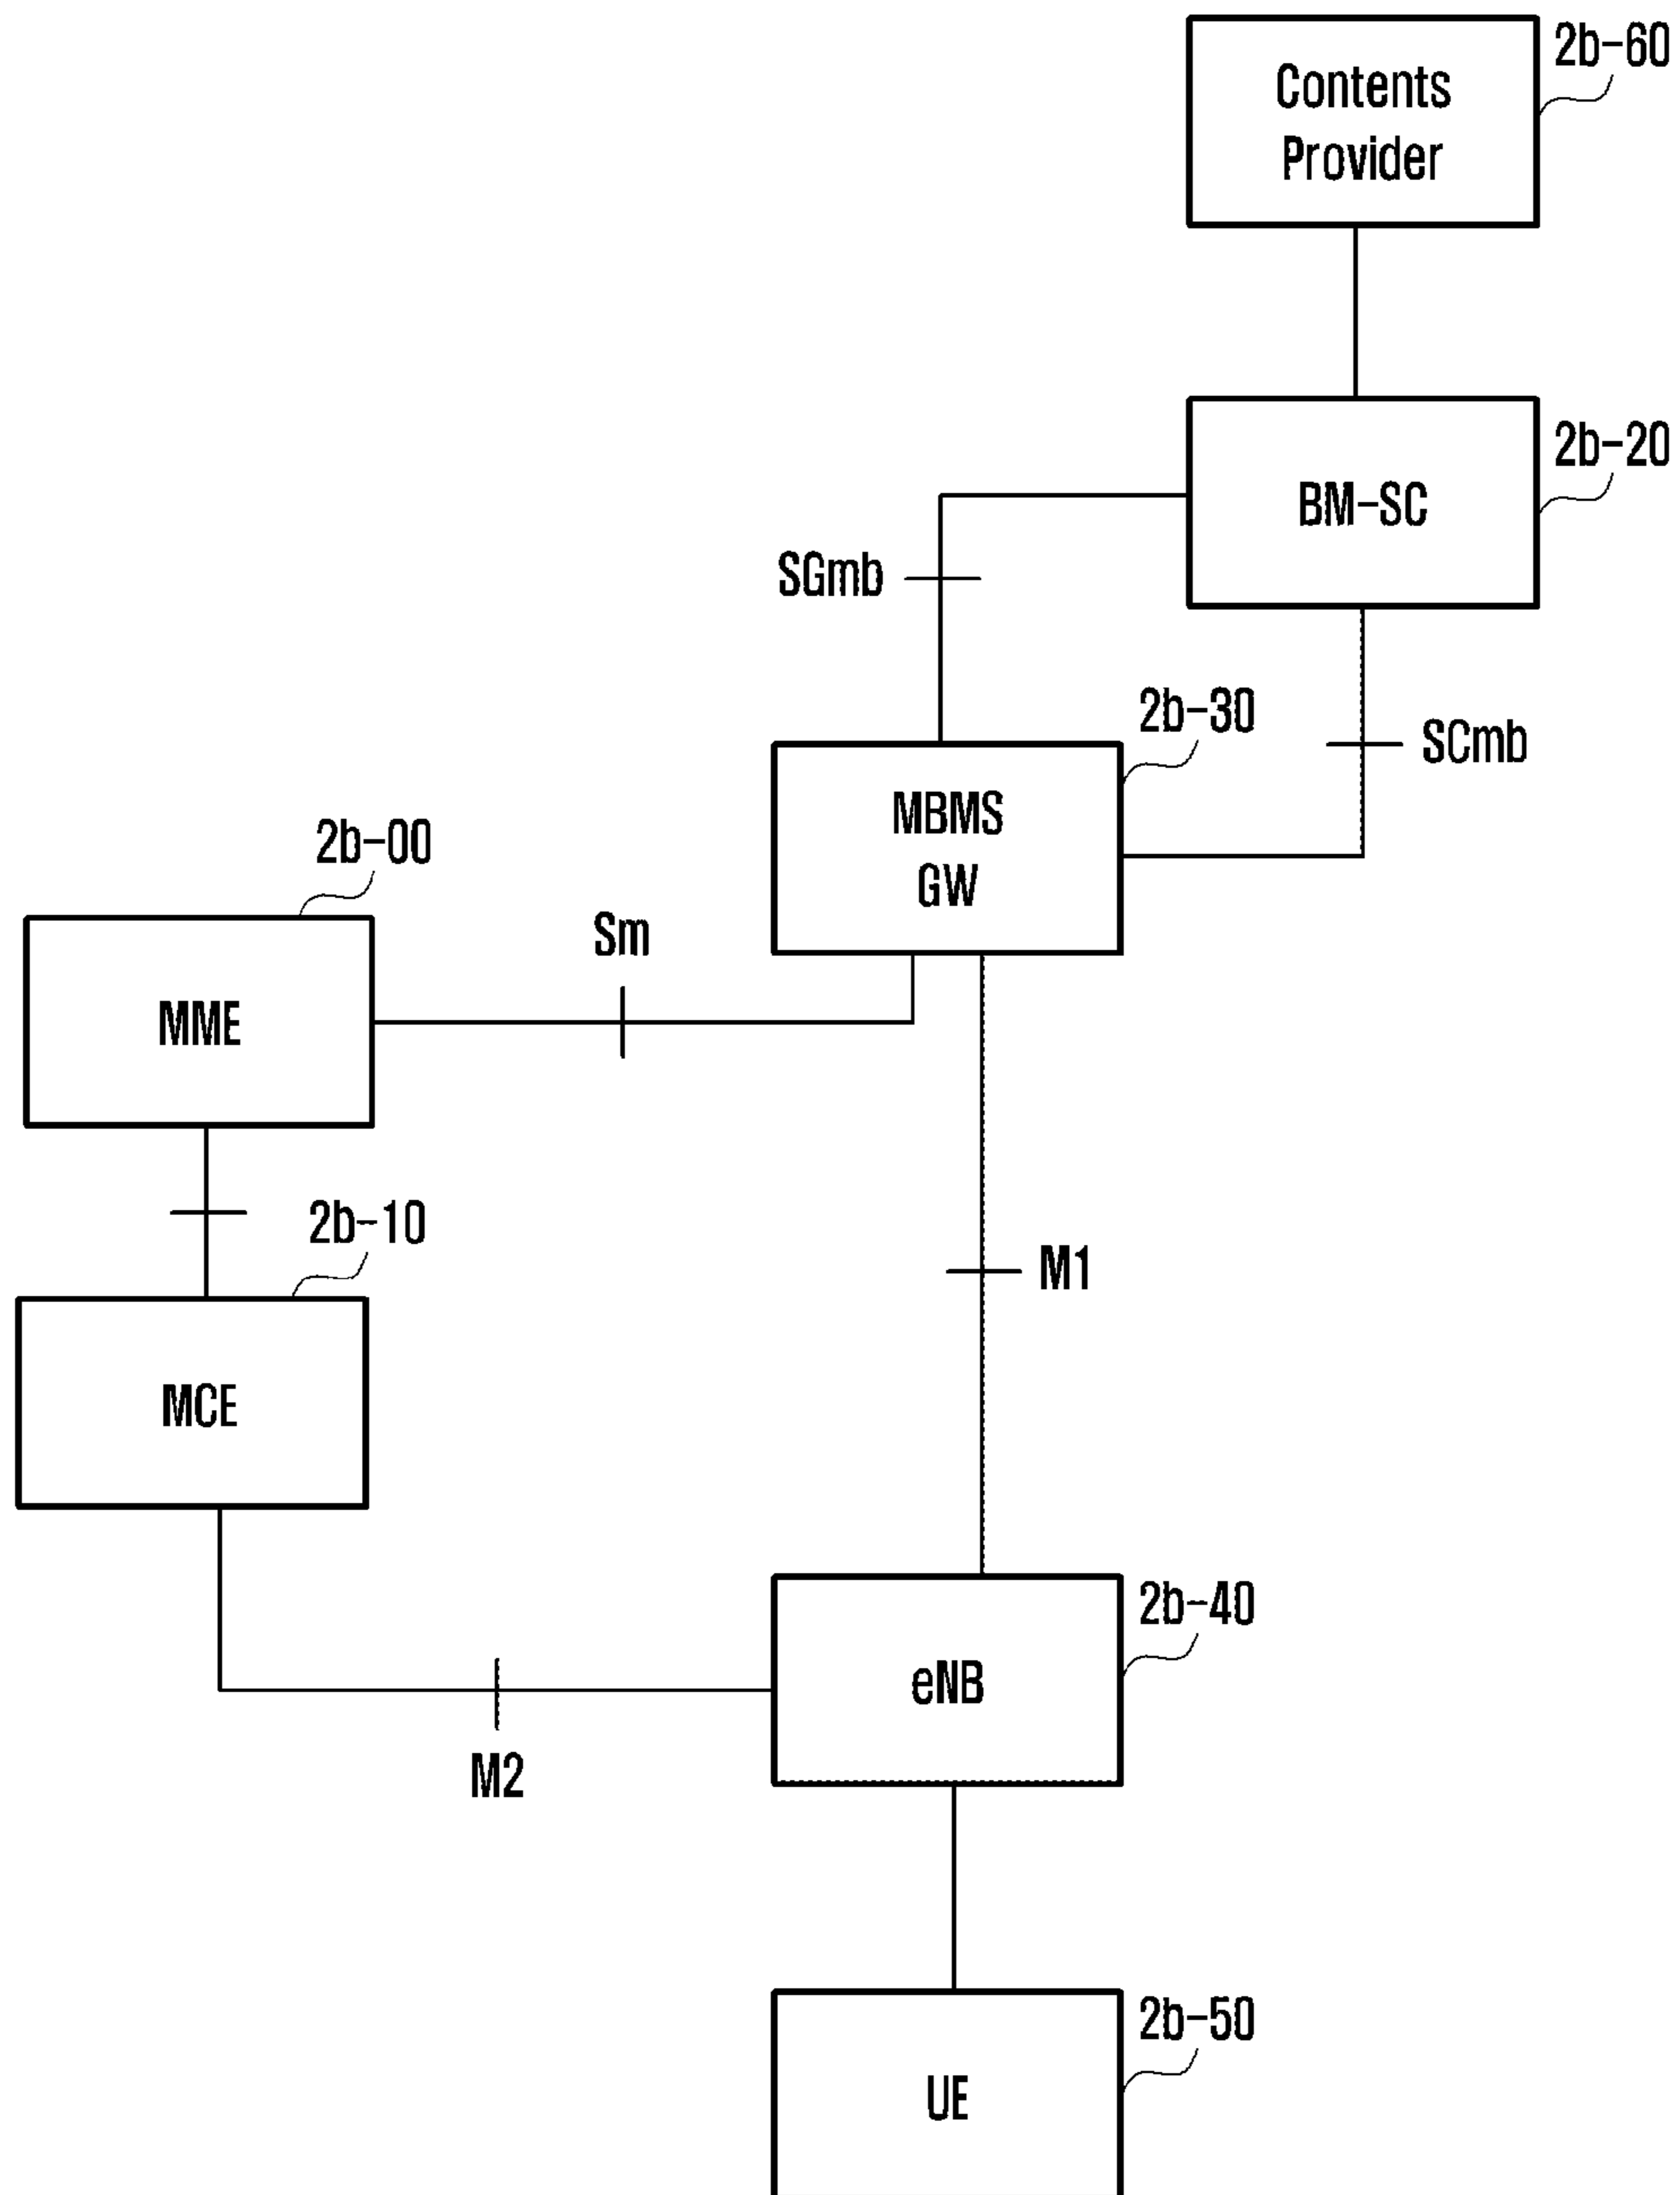 2b-60
Contents
Provider
2b-20
BM-SC
SGmb
2b-30
SCmb
MBMS
GW
2b-00
Sm
MME
2b-10
M1
MCE
2b-40
eNB
M2
2b-50
UE